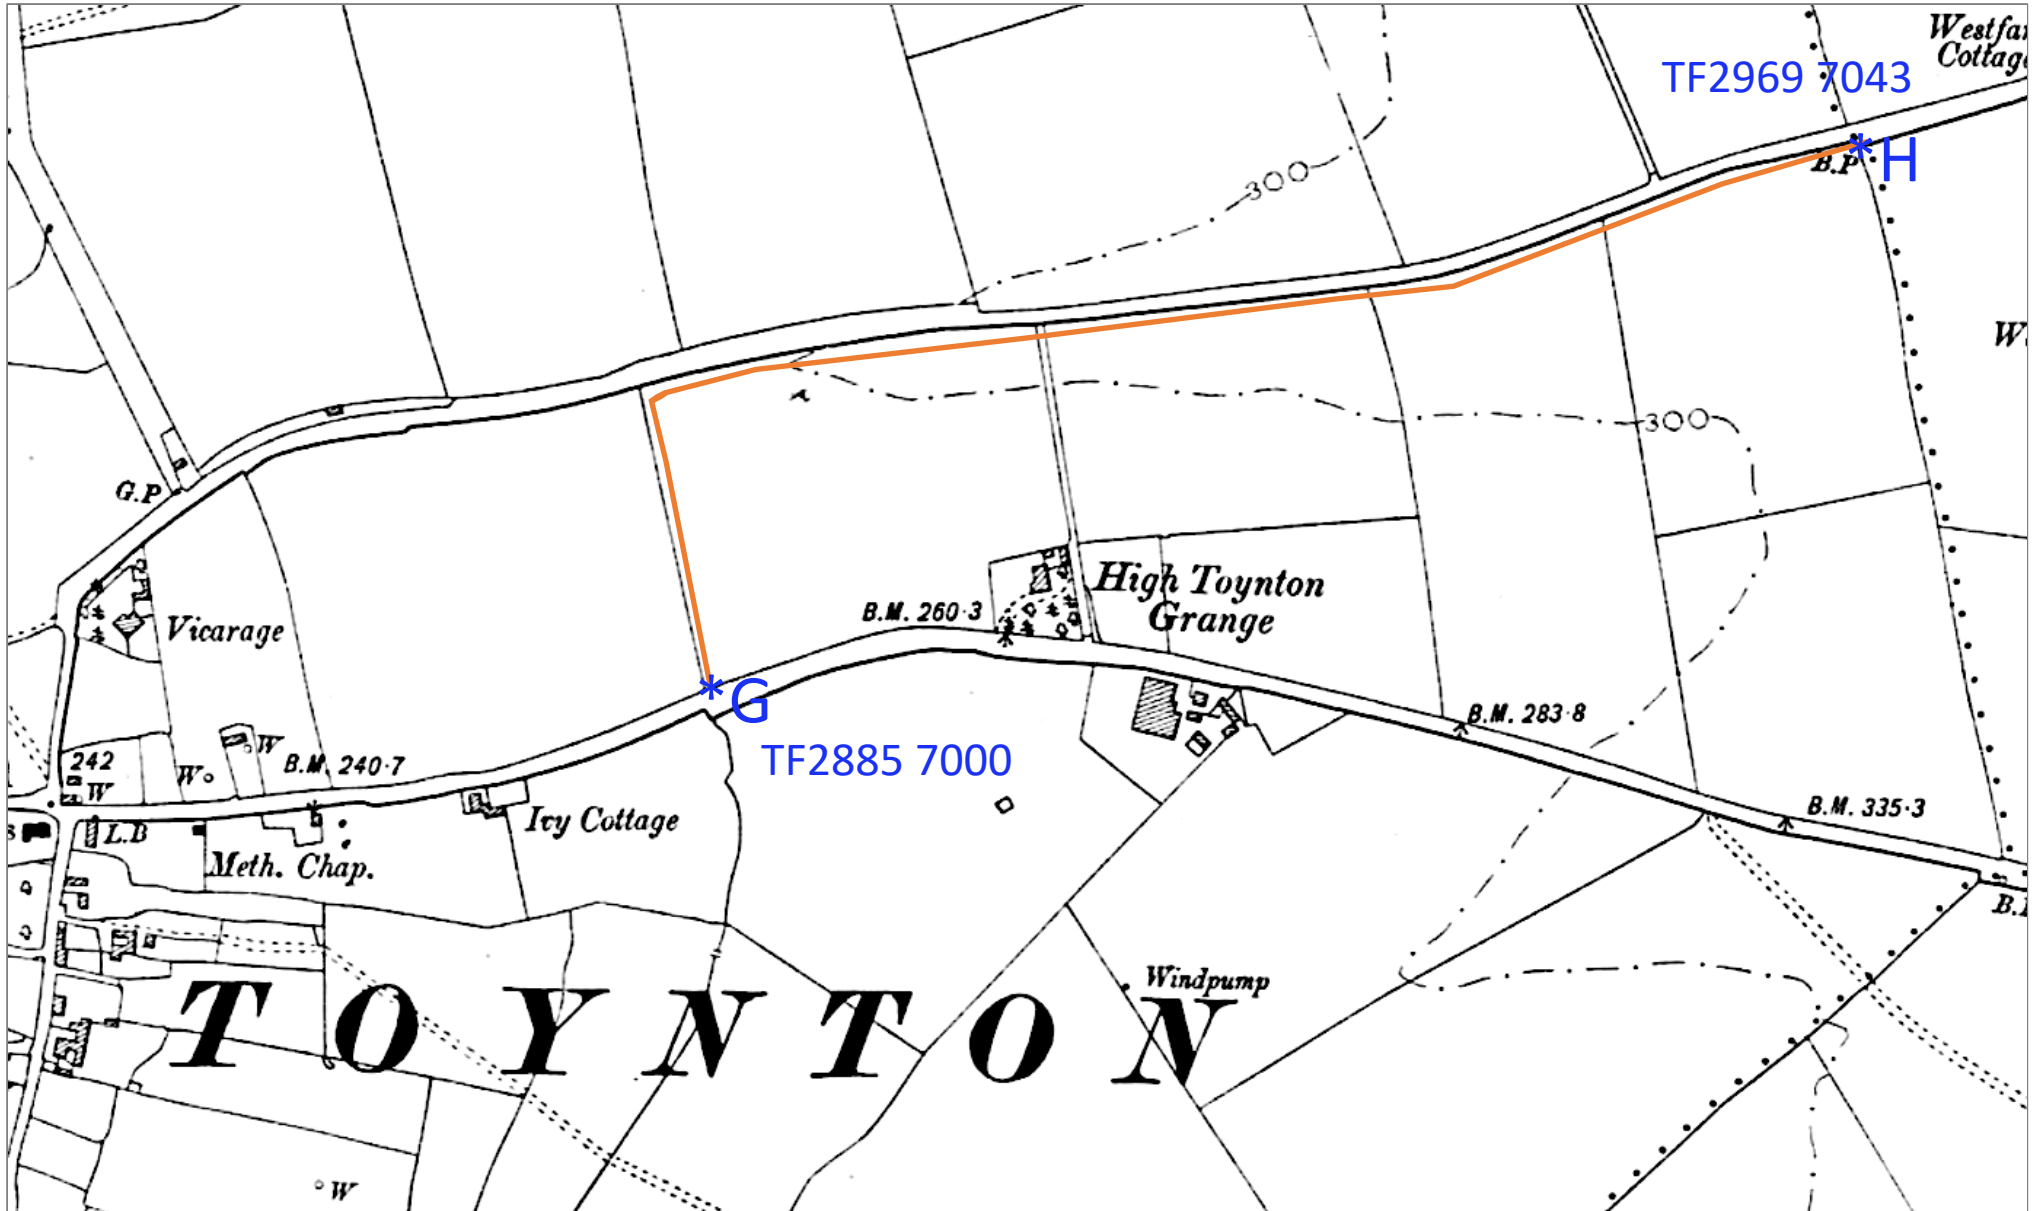 Westfa
Cottag
TF2969 7043
B.P
H
300
300
G.P
W
High Toynton
Grange
B.M. 260·3
Vicarage
G
B.M. 283·8
TF2885 7000
242
W
W
W
B.M. 240·7
B.M. 335·3
Ivy Cottage
L.B
Meth. Chap.
B.
Windpump
TOYNTON
W